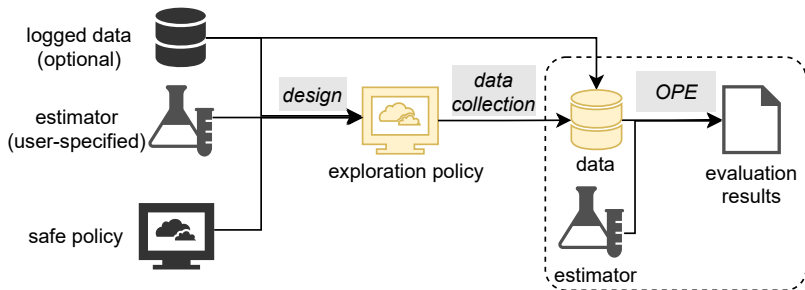 logged data
(optional)
estimator
(user-specified)
safe policy
design
exploration policy
data
collection
data
estimator
OPE
evaluation
results